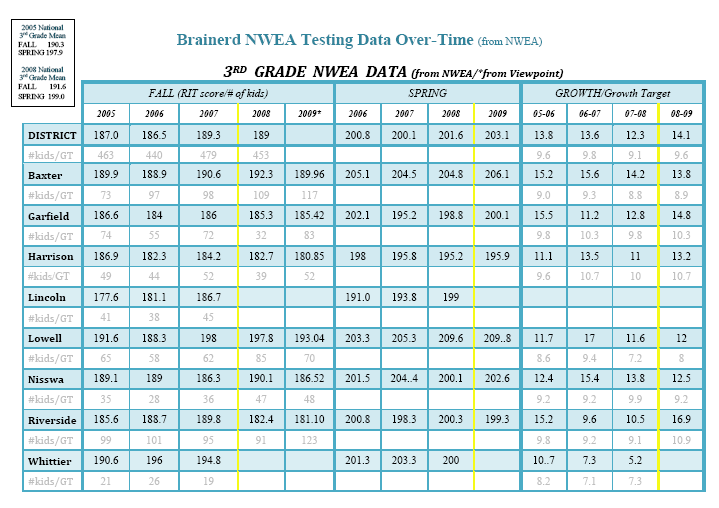 2005 National
3rd Grade Mean
FALL 190.3
SPRING 197.9
2008 National
3rd Grade Mean
FALL 191.6
SPRING 199.0
Brainerd NWEA Testing Data Over-Time (from NWEA)
3RD GRADE NWEA DATA (from NWEA/*from Viewpoint)
FALL (RIT score/# of kids) SPRING GROWTH/Growth Target
2005 2006 2007 2008 2009* 2006 2007 2008 2009 05-06 06-07 07-08 08-09
DISTRICT 187.0 186.5 189.3 189 200.8 200.1 201.6 203.1 13.8 13.6 12.3 14.1
#kids/GT 463 440 479 453 9.6 9.8 9.1 9.6
Baxter 189.9 188.9 190.6 192.3 189.96 205.1 204.5 204.8 206.1 15.2 15.6 14.2 13.8
#kids/GT 73 97 98 109 117 9.0 9.3 8.8 8.9
Garfield 186.6 184 186 185.3 185.42 202.1 195.2 198.8 200.1 15.5 11.2 12.8 14.8
#kids/GT 74 55 72 32 83 9.8 10.3 9.8 10.3
Harrison 186.9 182.3 184.2 182.7 180.85 198 195.8 195.2 195.9 11.1 13.5 11 13.2
#kids/GT 49 44 52 39 52 9.6 10.7 10 10.7
Lincoln 177.6 181.1 186.7 191.0 193.8 199
#kids/GT 41 38 45
Lowell 191.6 188.3 198 197.8 193.04 203.3 205.3 209.6 209..8 11.7 17 11.6 12
#kids/GT 65 58 62 85 70 8.6 9.4 7.2 8
Nisswa 189.1 189 186.3 190.1 186.52 201.5 204..4 200.1 202.6 12.4 15.4 13.8 12.5
#kids/GT 35 28 36 47 48 9.2 9.2 9.9 9.2
Riverside 185.6 188.7 189.8 182.4 181.10 200.8 198.3 200.3 199.3 15.2 9.6 10.5 16.9
#kids/GT 99 101 95 91 123 9.8 9.2 9.1 10.9
Whittier 190.6 196 194.8 201.3 203.3 200 10..7 7.3 5.2
#kids/GT 21 26 19 8.2 7.1 7.3